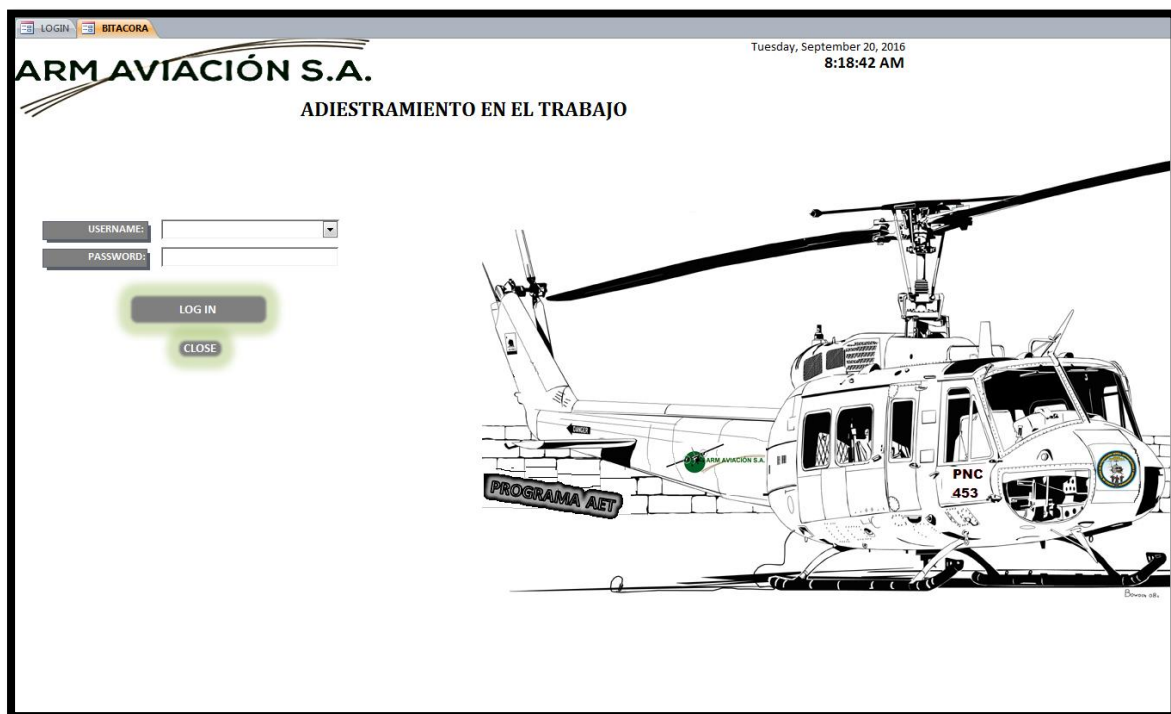 LOGIN BITACORA
ARM AVIACIÓN S.A.
Tuesday, September 20, 2016
8:18:42 AM
ADIESTRAMIENTO EN EL TRABAJO
USERNAME:
PASSWORD:
LOG IN
CLOSE
DANGER
ARM AVIACIÓN S.A.
PROGRAMA AET
PNC
453